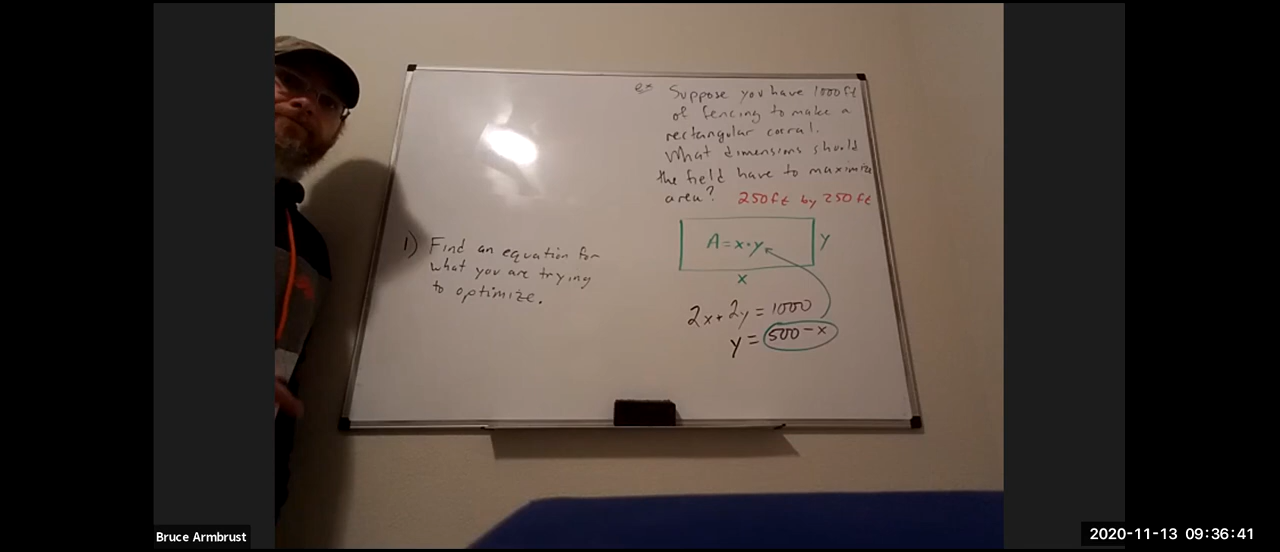 ex Suppose you have 1000ft
of fencing to make a
rectangular corral.
What dimensions should
the field have to maximize
area? 250ft by 250ft
A = x·y
y
x
2x+2y = 1000
y = 500-x
1) Find an equation for
what you are trying
to optimize.
Bruce Armbrust
2020-11-13 09:36:41